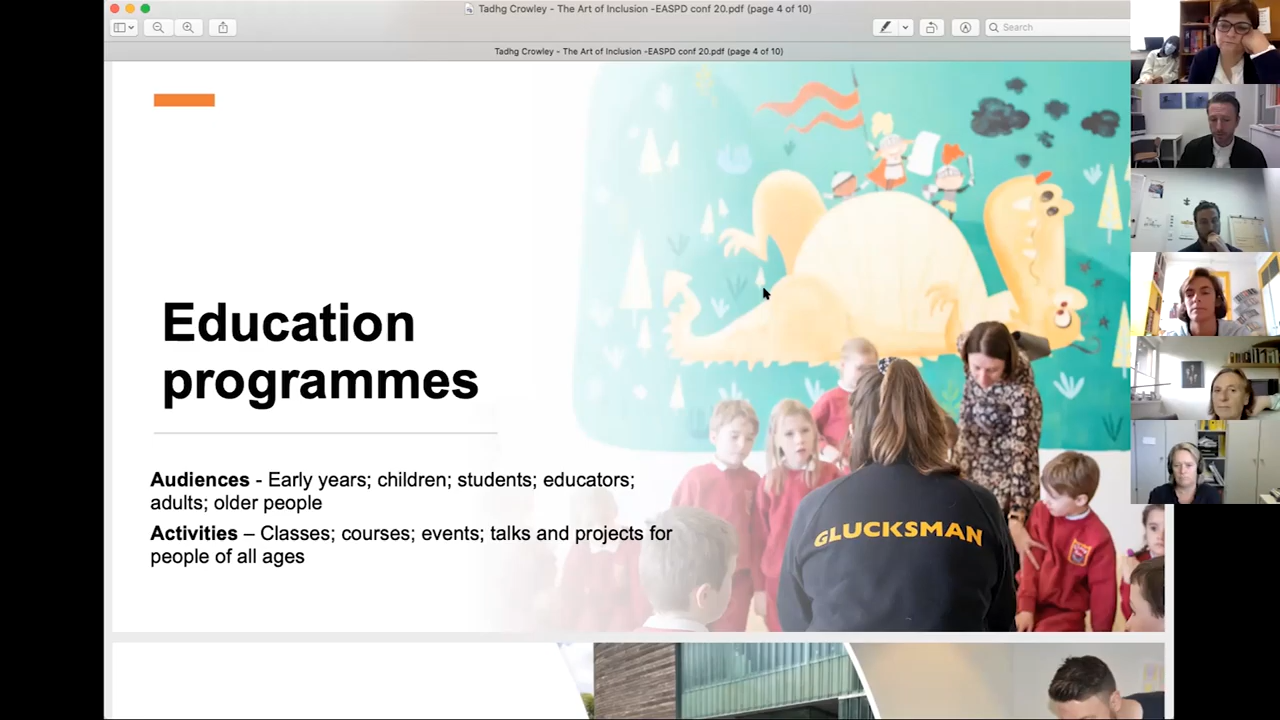 Tadhg Crowley - The Art of Inclusion -EASPD conf 20.pdf (page 4 of 10)
Search
Tadhg Crowley - The Art of Inclusion -EASPD conf 20.pdf (page 4 of 10)
Education
programmes
Audiences - Early years; children; students; educators;
adults; older people
Activities – Classes; courses; events; talks and projects for
people of all ages
GLUCKSMAN